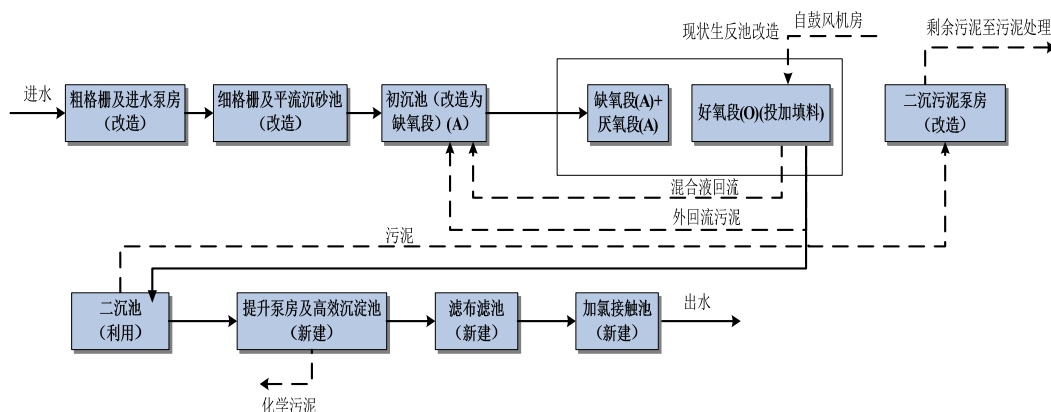 自鼓风机房
剩余污泥至污泥处理
现状生反池改造
进水
粗格栅及进水泵房
（改造）
细格栅及平流沉砂池
（改造）
初沉池（改造为
缺氧段）(A）
缺氧段(A)+
厌氧段(A)
好氧段(O)(投加填料)
二沉污泥泵房
（改造）
混合液回流
外回流污泥
污泥
二沉池
（利用）
提升泵房及高效沉淀池
（新建）
滤布滤池
（新建）
加氯接触池
（新建）
出水
化学污泥